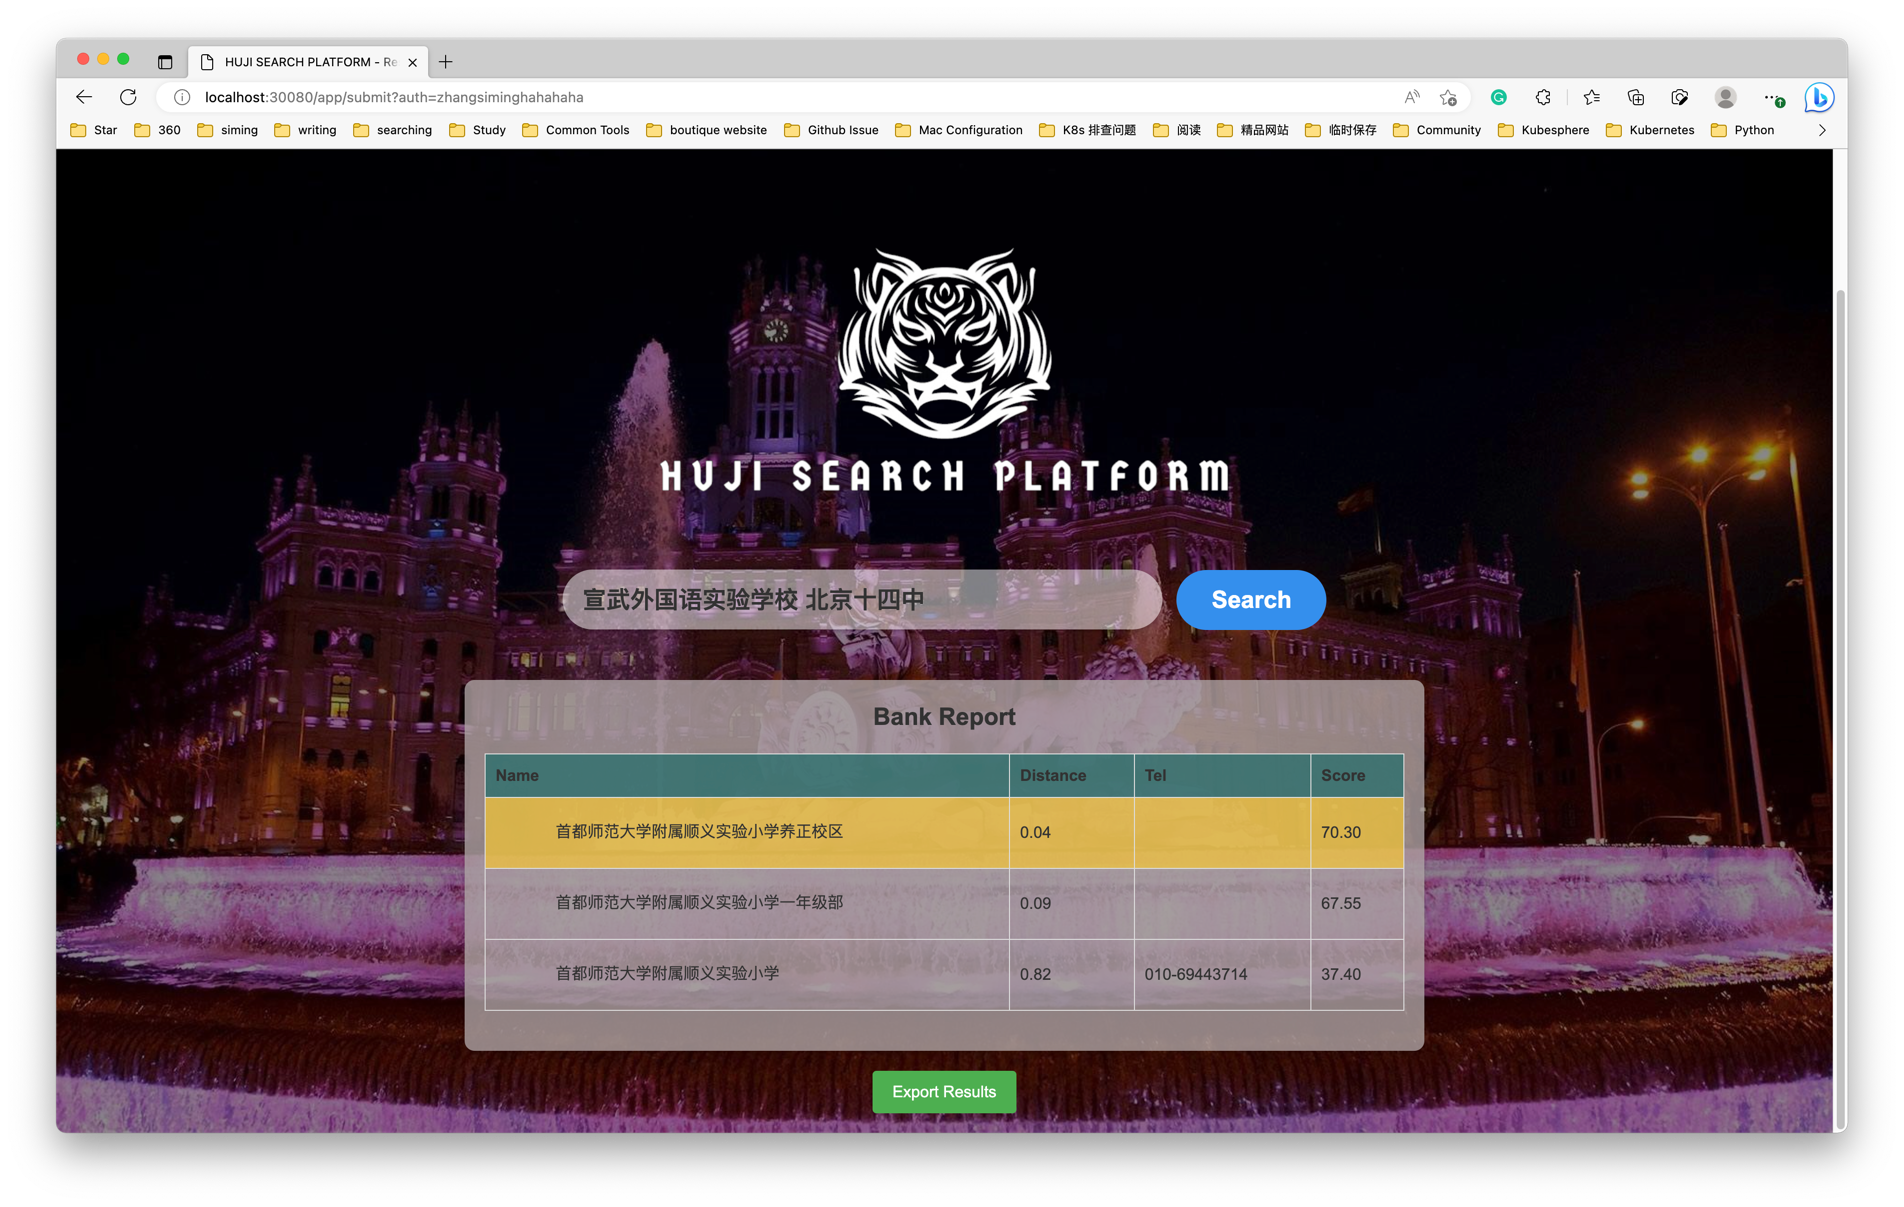 HUJI SEARCH PLATFORM - Re
localhost:30080/app/submit?auth=zhangsiminghahahaha
Star 360 siming writing searching Study Common Tools boutique website Github Issue Mac Configuration K8s 排查问题 阅读 精品网站 临时保存 Community Kubesphere Kubernetes Python
HUJI SEARCH PLATFORM
宣武外国语实验学校 北京十四中 Search
Bank Report
Name Distance Tel Score
首都师范大学附属顺义实验小学养正校区 0.04 70.30
首都师范大学附属顺义实验小学一年级部 0.09 67.55
首都师范大学附属顺义实验小学 0.82 010-69443714 37.40
Export Results